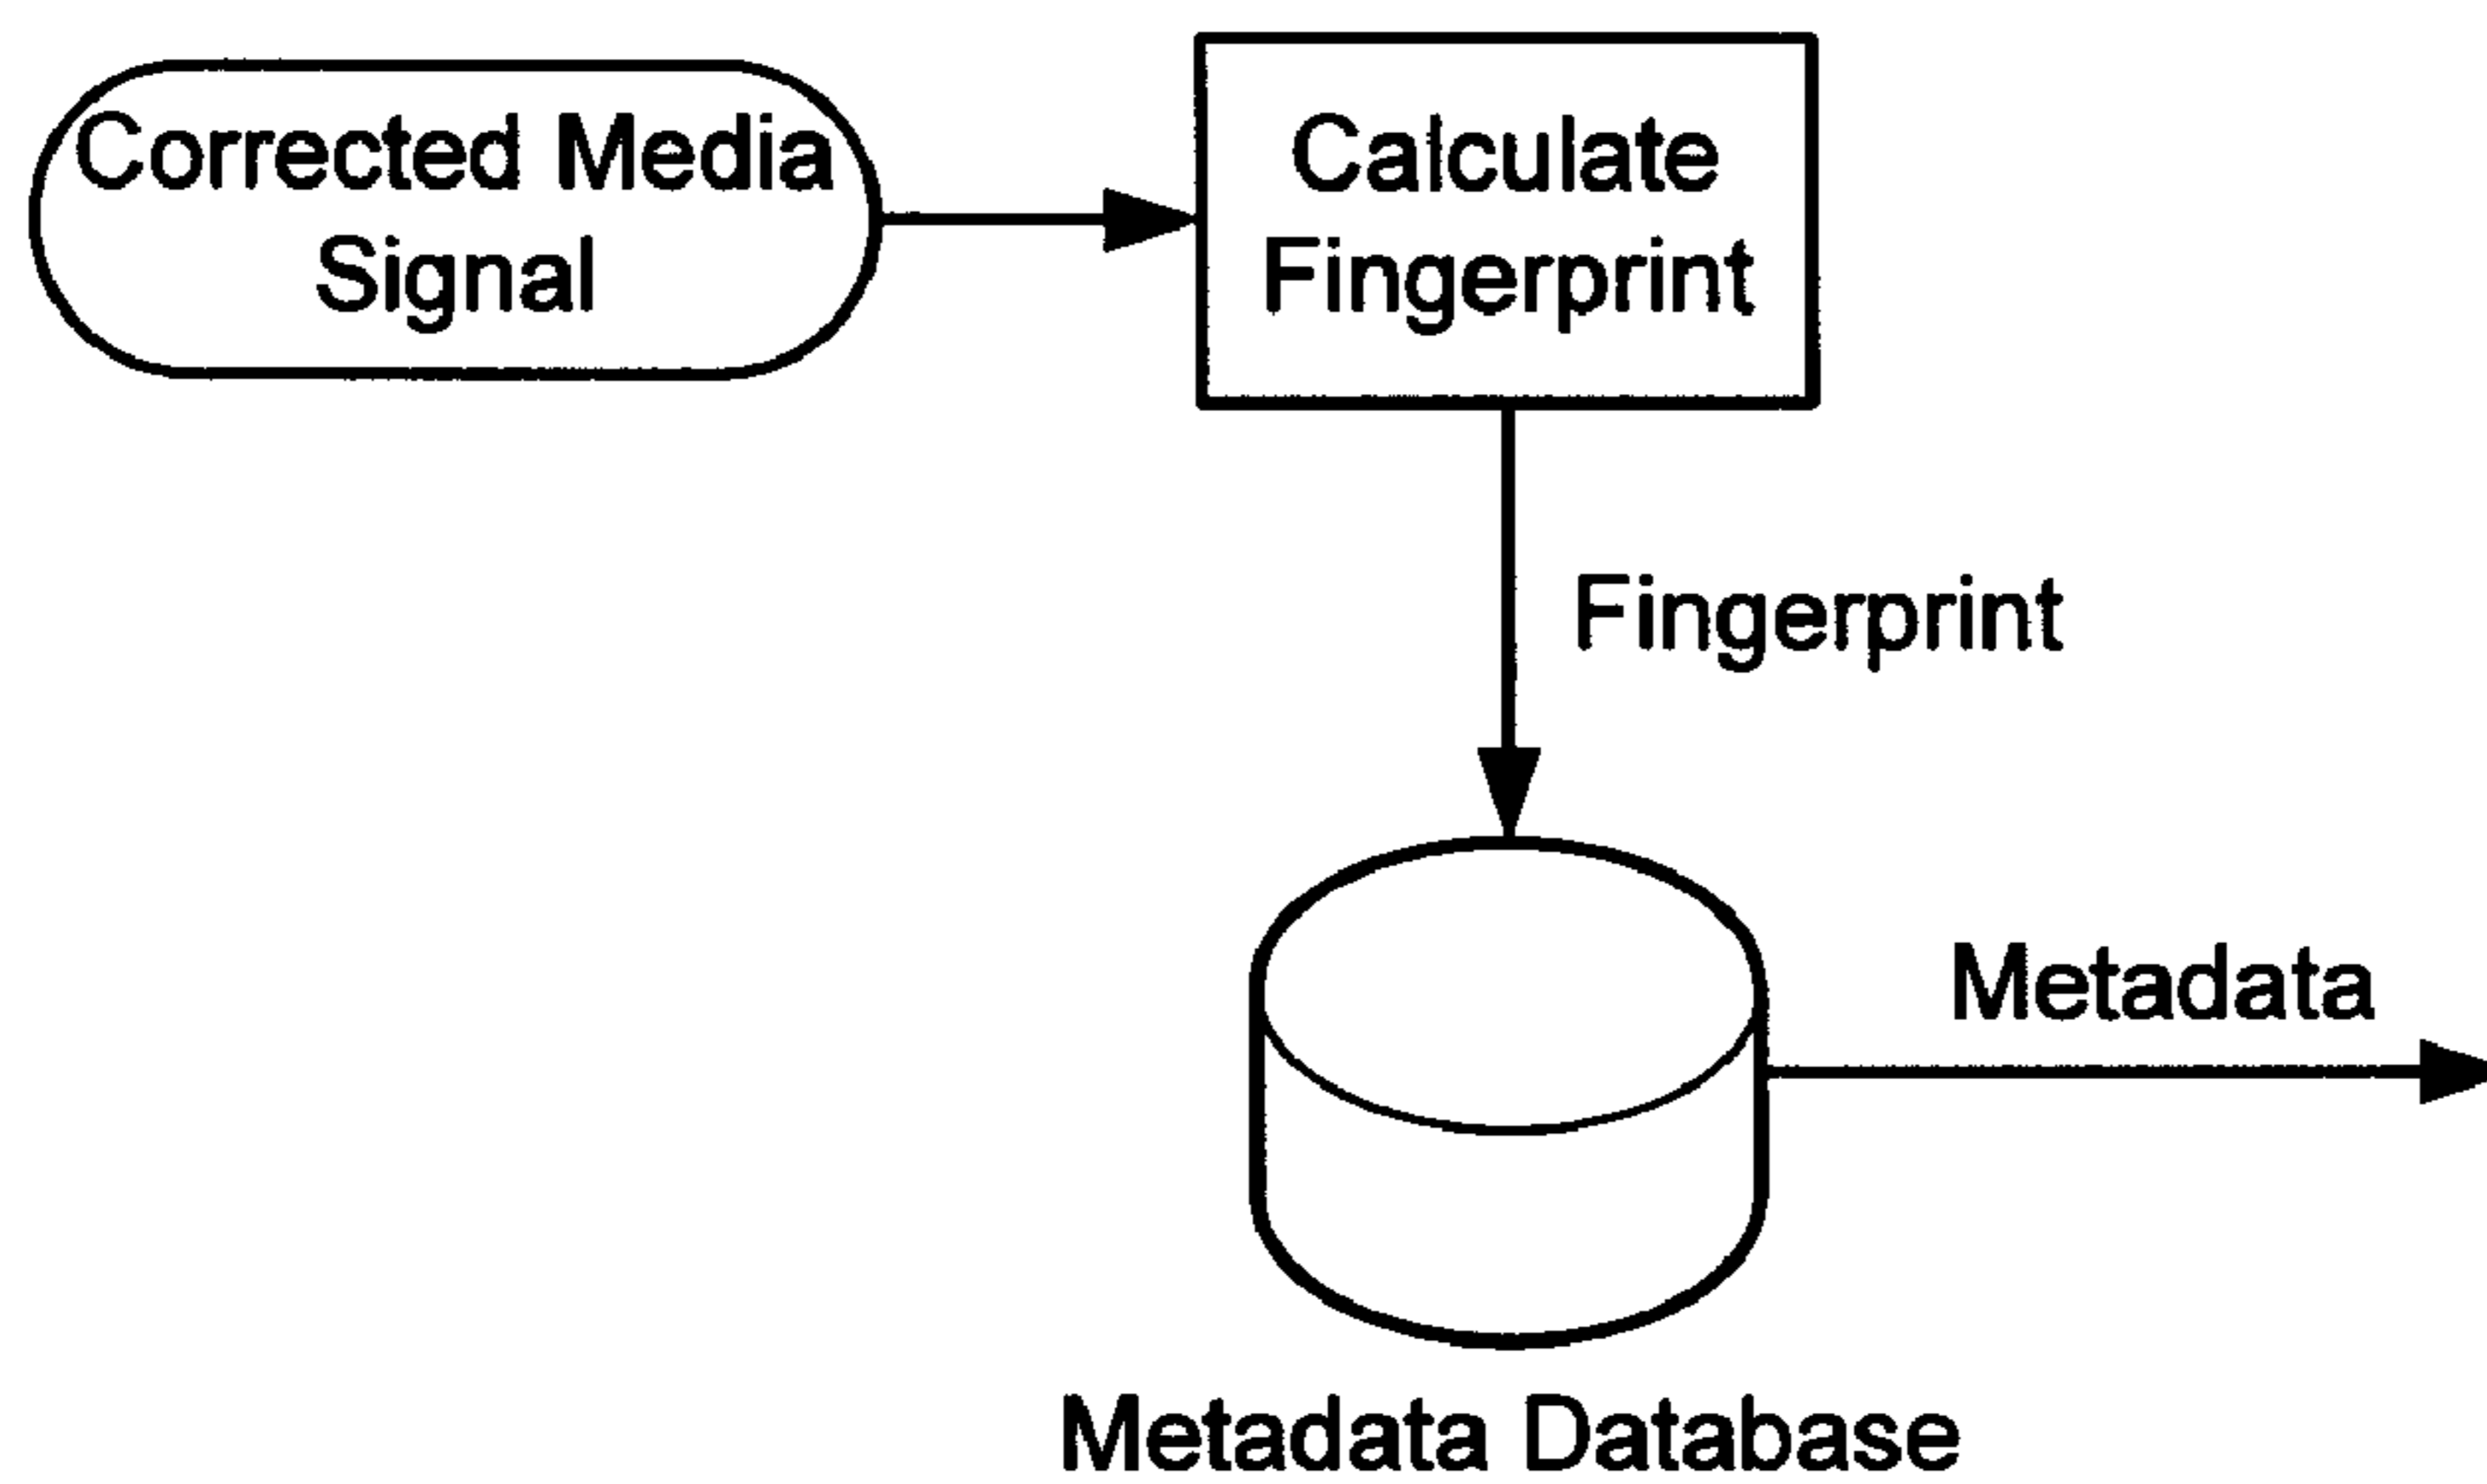 Corrected Media
Signal
Calculate
Fingerprint
Fingerprint
Metadata
Metadata Database